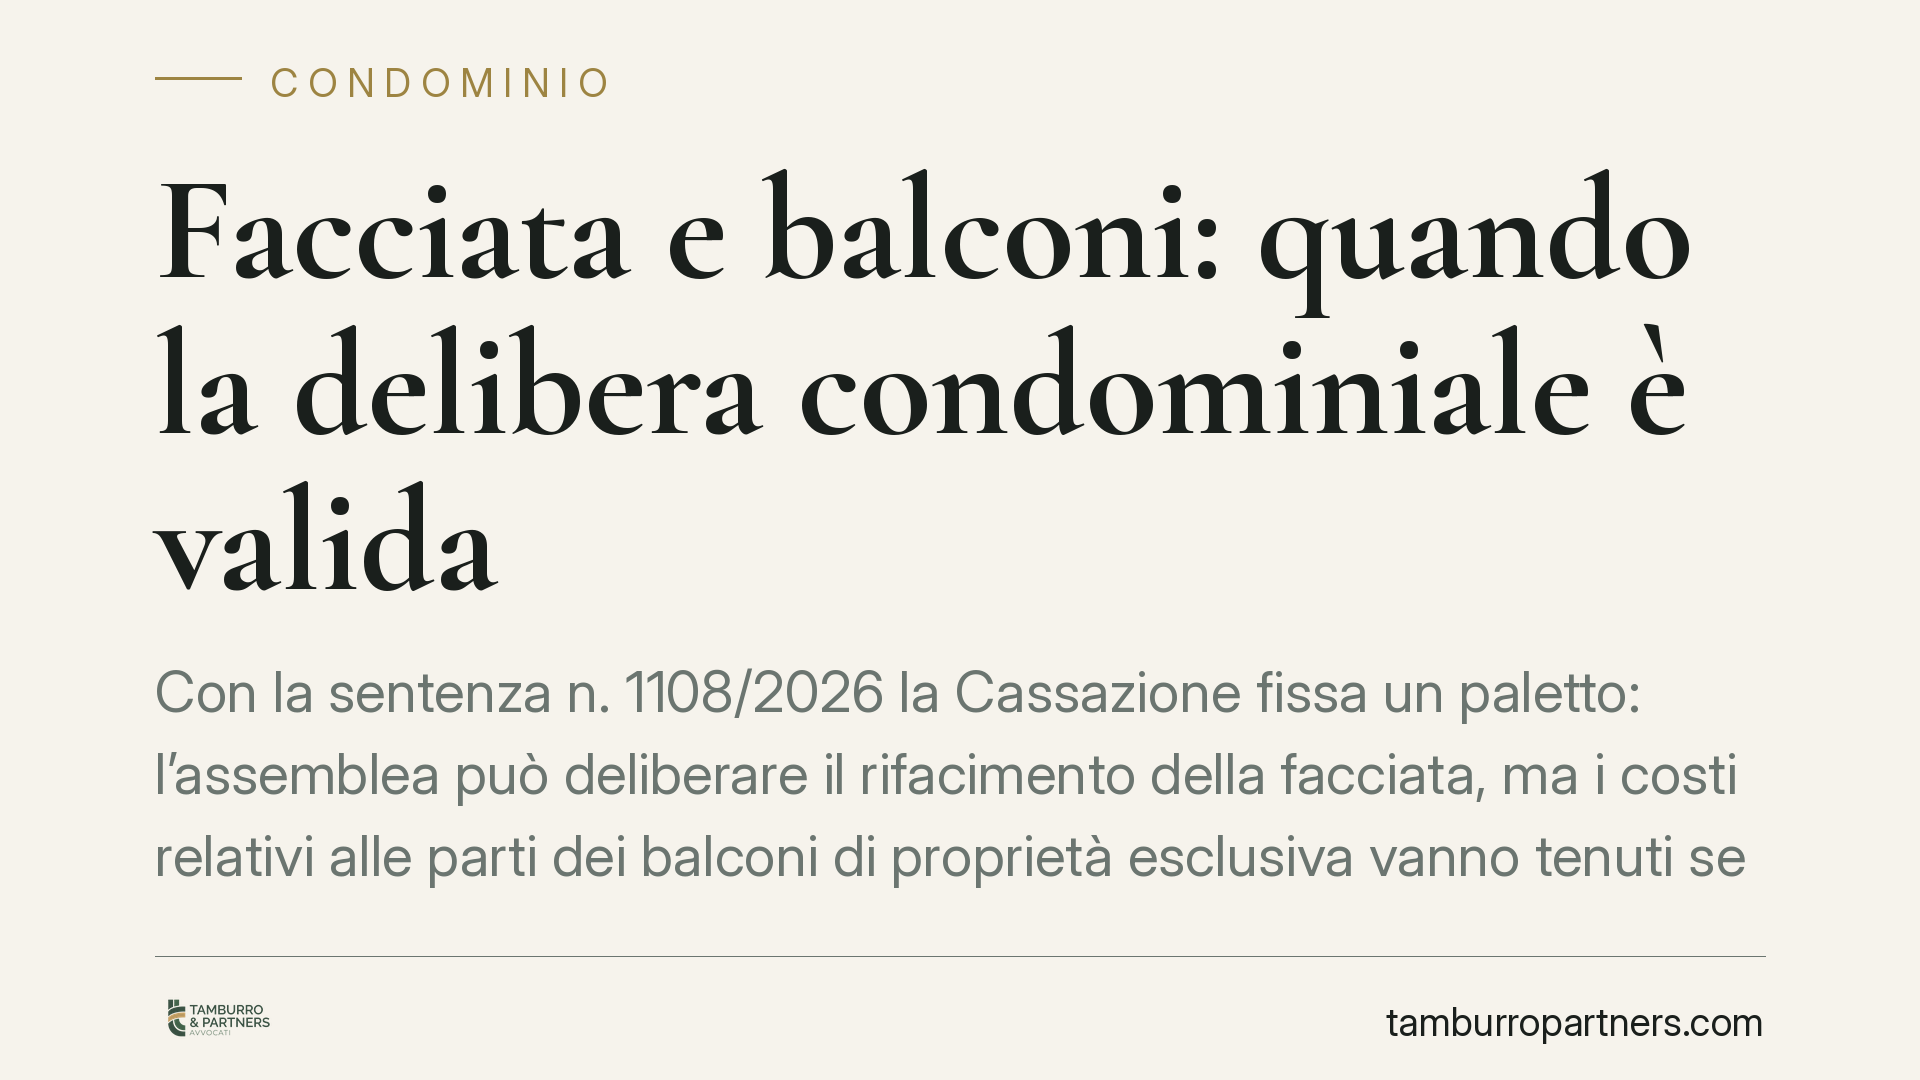 CONDOMINIO
Facciata e balconi: quando
la delibera condominiale è
valida
Con la sentenza n. 1108/2026 la Cassazione fissa un paletto:
l’assemblea può deliberare il rifacimento della facciata, ma i costi
relativi alle parti dei balconi di proprietà esclusiva vanno tenuti se
TAMBURRO
& PARTNERS
AVVOCATI
tamburropartners.com